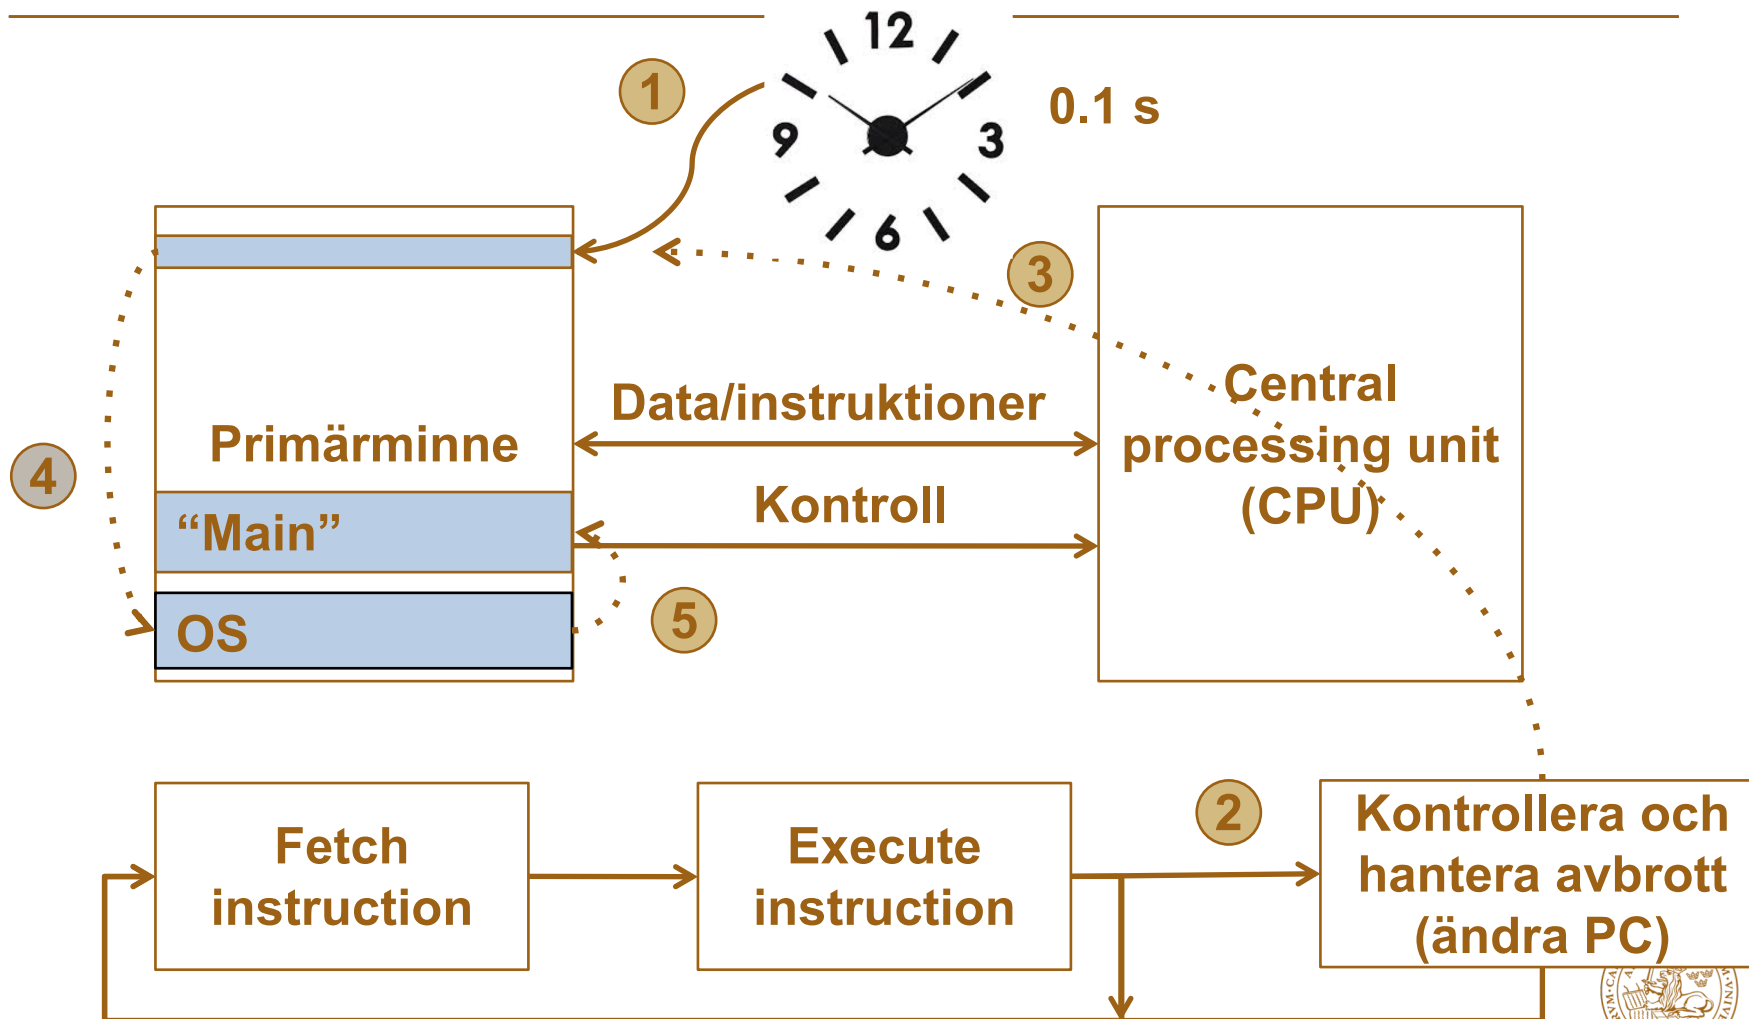 12
1
0.1 s
9
3
6
3
Central
Data/instruktioner
processing unit
Primärminne
(CPU)
4
Kontroll
“Main”
5
OS
2
Kontrollera och
hantera avbrott
(ändra PC)
Fetch
instruction
Execute
instruction